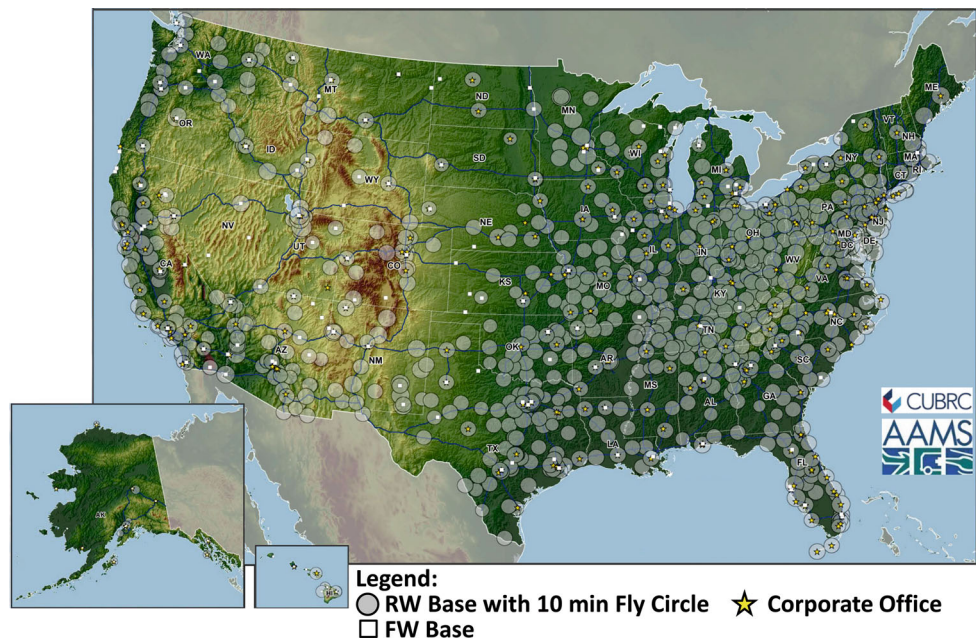 WA
MT
ND
MN
ME
VT
NH
OR
ID
WI
MI
NY
MA
CT
RI
SD
WY
IA
PA
NJ
NE
OH
MD
DE
DC
NV
UT
IL
IN
WV
CA
CO
KS
MO
VA
KY
NC
TN
OK
AZ
NM
AR
SC
MS
AL
GA
TX
LA
FL
AK
HI
CUBRC
AAMS
Legend:
RW Base with 10 min Fly Circle
Corporate Office
FW Base